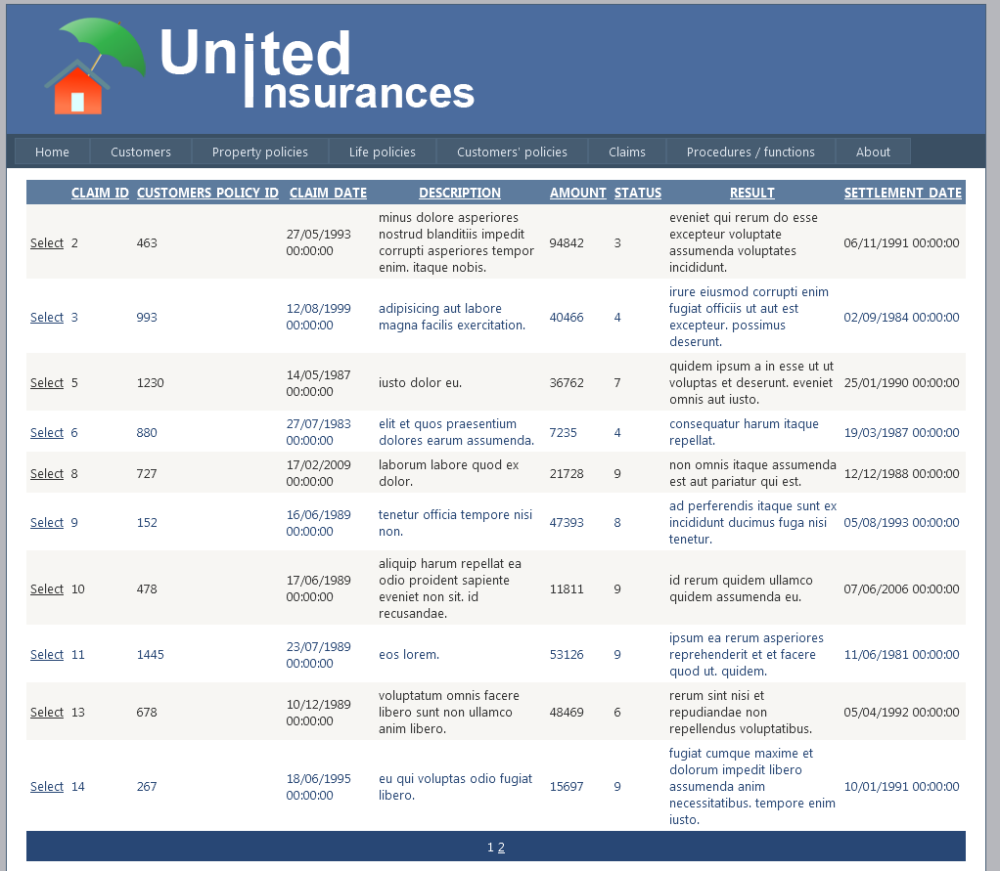 United
Insurances
Home Customers Property policies Life policies Customers' policies Claims Procedures / functions About
CLAIM_ID CUSTOMERS_POLICY_ID CLAIM_DATE DESCRIPTION AMOUNT STATUS RESULT SETTLEMENT_DATE
Select 2 463 27/05/1993 00:00:00 minus dolore asperiores nostrud blanditiis impedit corrupti asperiores tempor enim. itaque nobis. 94842 3 eveniet qui rerum do esse excepteur voluptate assumenda voluptates incididunt. 06/11/1991 00:00:00
Select 3 993 12/08/1999 00:00:00 adipisicing aut labore magna facilis exercitation. 40466 4 irure eiusmod corrupti enim fugiat officiis ut aut est excepteur. possimus deserunt. 02/09/1984 00:00:00
Select 5 1230 14/05/1987 00:00:00 iusto dolor eu. 36762 7 quidem ipsum a in esse ut ut voluptas et deserunt. eveniet omnis aut iusto. 25/01/1990 00:00:00
Select 6 880 27/07/1983 00:00:00 elit et quos praesentium dolores earum assumenda. 7235 4 consequatur harum itaque repellat. 19/03/1987 00:00:00
Select 8 727 17/02/2009 00:00:00 laborum labore quod ex dolor. 21728 9 non omnis itaque assumenda est aut pariatur qui est. 12/12/1988 00:00:00
Select 9 152 16/06/1989 00:00:00 tenetur officia tempore nisi non. 47393 8 ad perferendis itaque sunt ex incididunt ducimus fuga nisi tenetur. 05/08/1993 00:00:00
Select 10 478 17/06/1989 00:00:00 aliquip harum repellat ea odio proident sapiente eveniet non sit. id recusandae. 11811 9 id rerum quidem ullamco quidem assumenda eu. 07/06/2006 00:00:00
Select 11 1445 23/07/1989 00:00:00 eos lorem. 53126 9 ipsum ea rerum asperiores reprehenderit et et facere quod ut. quidem. 11/06/1981 00:00:00
Select 13 678 10/12/1989 00:00:00 voluptatum omnis facere libero sunt non ullamco anim libero. 48469 6 rerum sint nisi et repudiandae non repellendus voluptatibus. 05/04/1992 00:00:00
Select 14 267 18/06/1995 00:00:00 eu qui voluptas odio fugiat libero. 15697 9 fugiat cumque maxime et dolorum impedit libero assumenda anim necessitatibus. tempore enim iusto. 10/01/1991 00:00:00
1 2